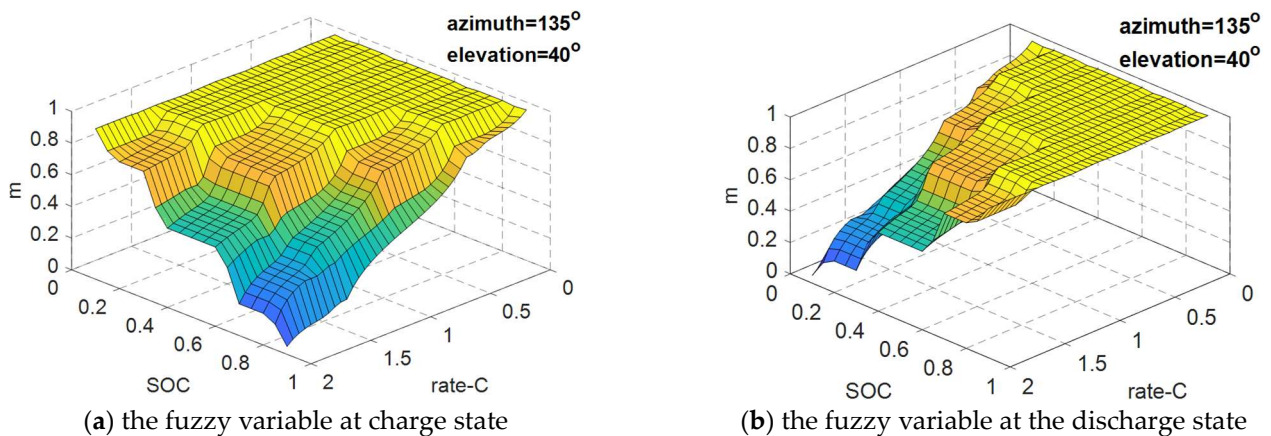 azimuth=135°
elevation=40°
1
0.8
0.6
0.4
0.2
0
m
0
0.2
0.4
0.6
0.8
1
SOC
2
1.5
1
0.5
0
rate-C
(a) the fuzzy variable at charge state
azimuth=135°
elevation=40°
1
0.8
0.6
0.4
0.2
0
m
0
0.2
0.4
0.6
0.8
1
SOC
2
1.5
1
0.5
0
rate-C
(b) the fuzzy variable at the discharge state